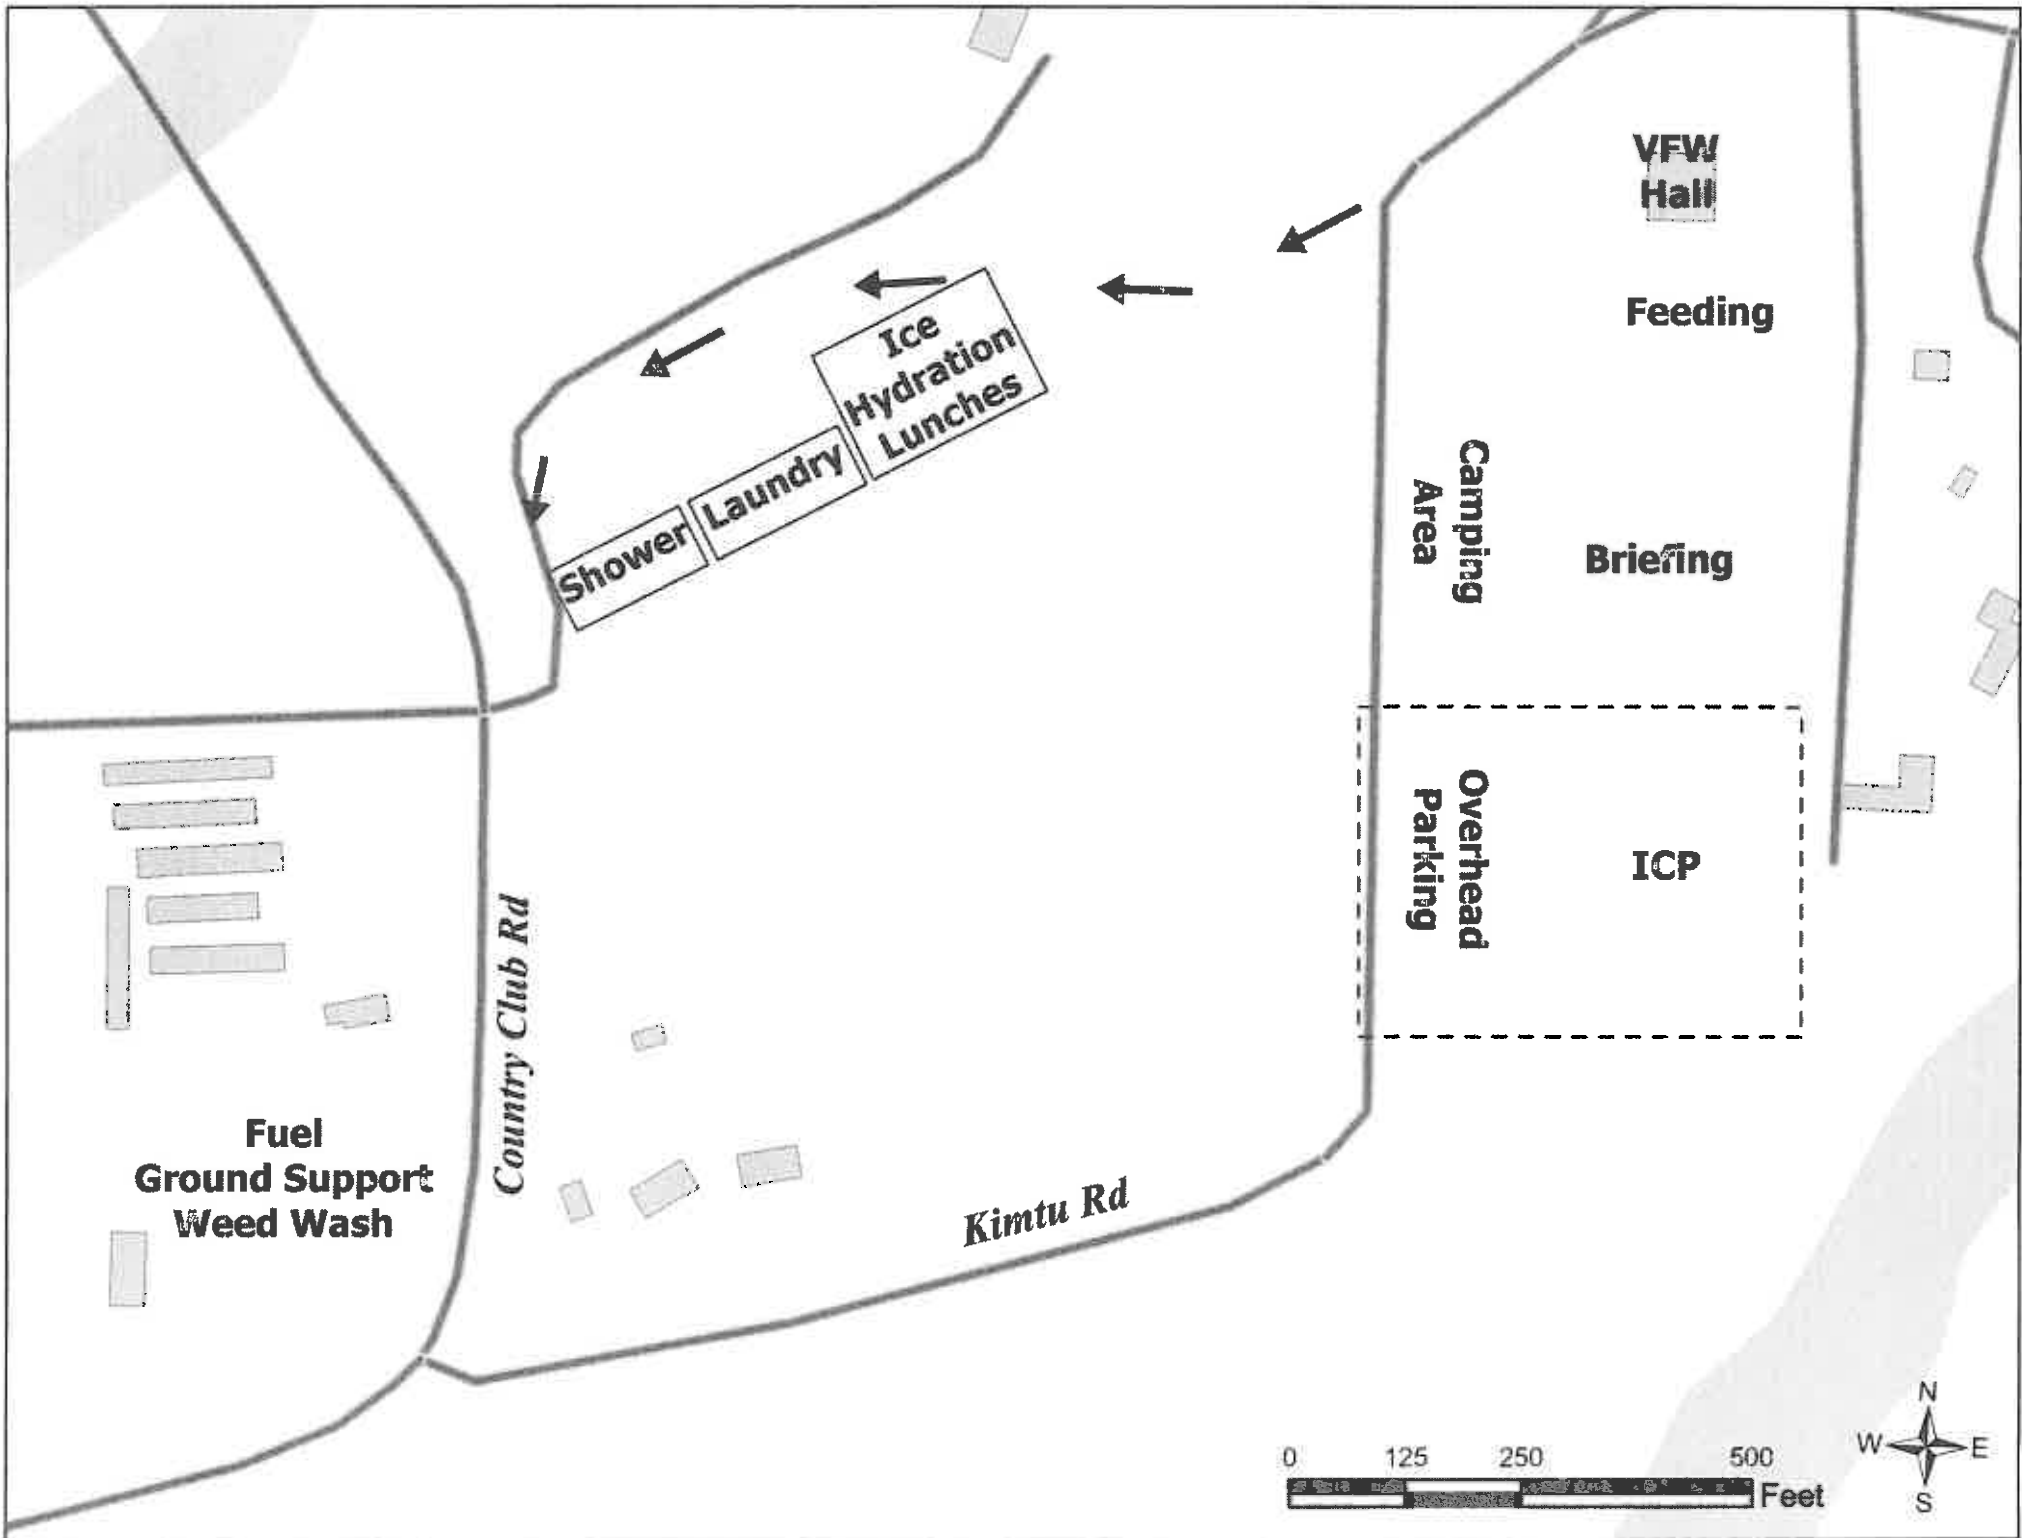 VFW
Hall
Feeding
Ice
Hydration
Lunches
Laundry
Shower
Camping
Area
Briefing
Overhead
Parking
ICP
Country Club Rd
Fuel
Ground Support
Weed Wash
Kimtu Rd
N
W E
S
0 125 250 500
Feet